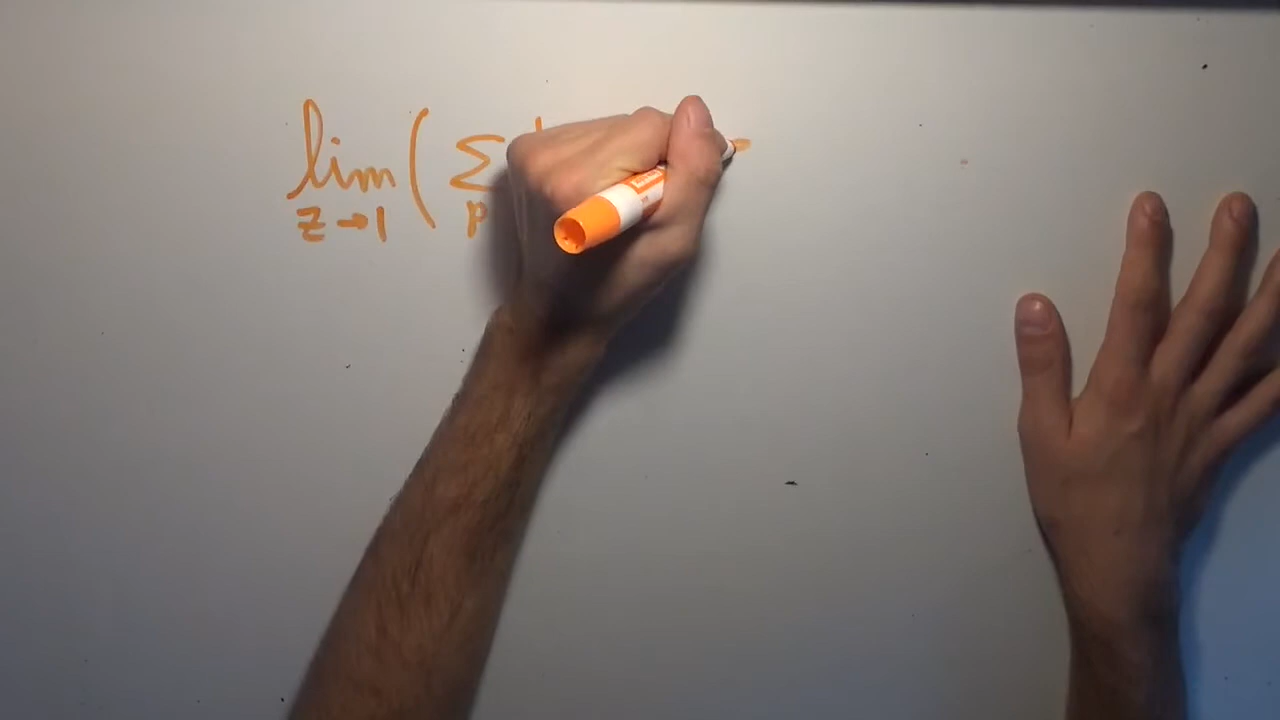 lim ( Σ
z→1 p